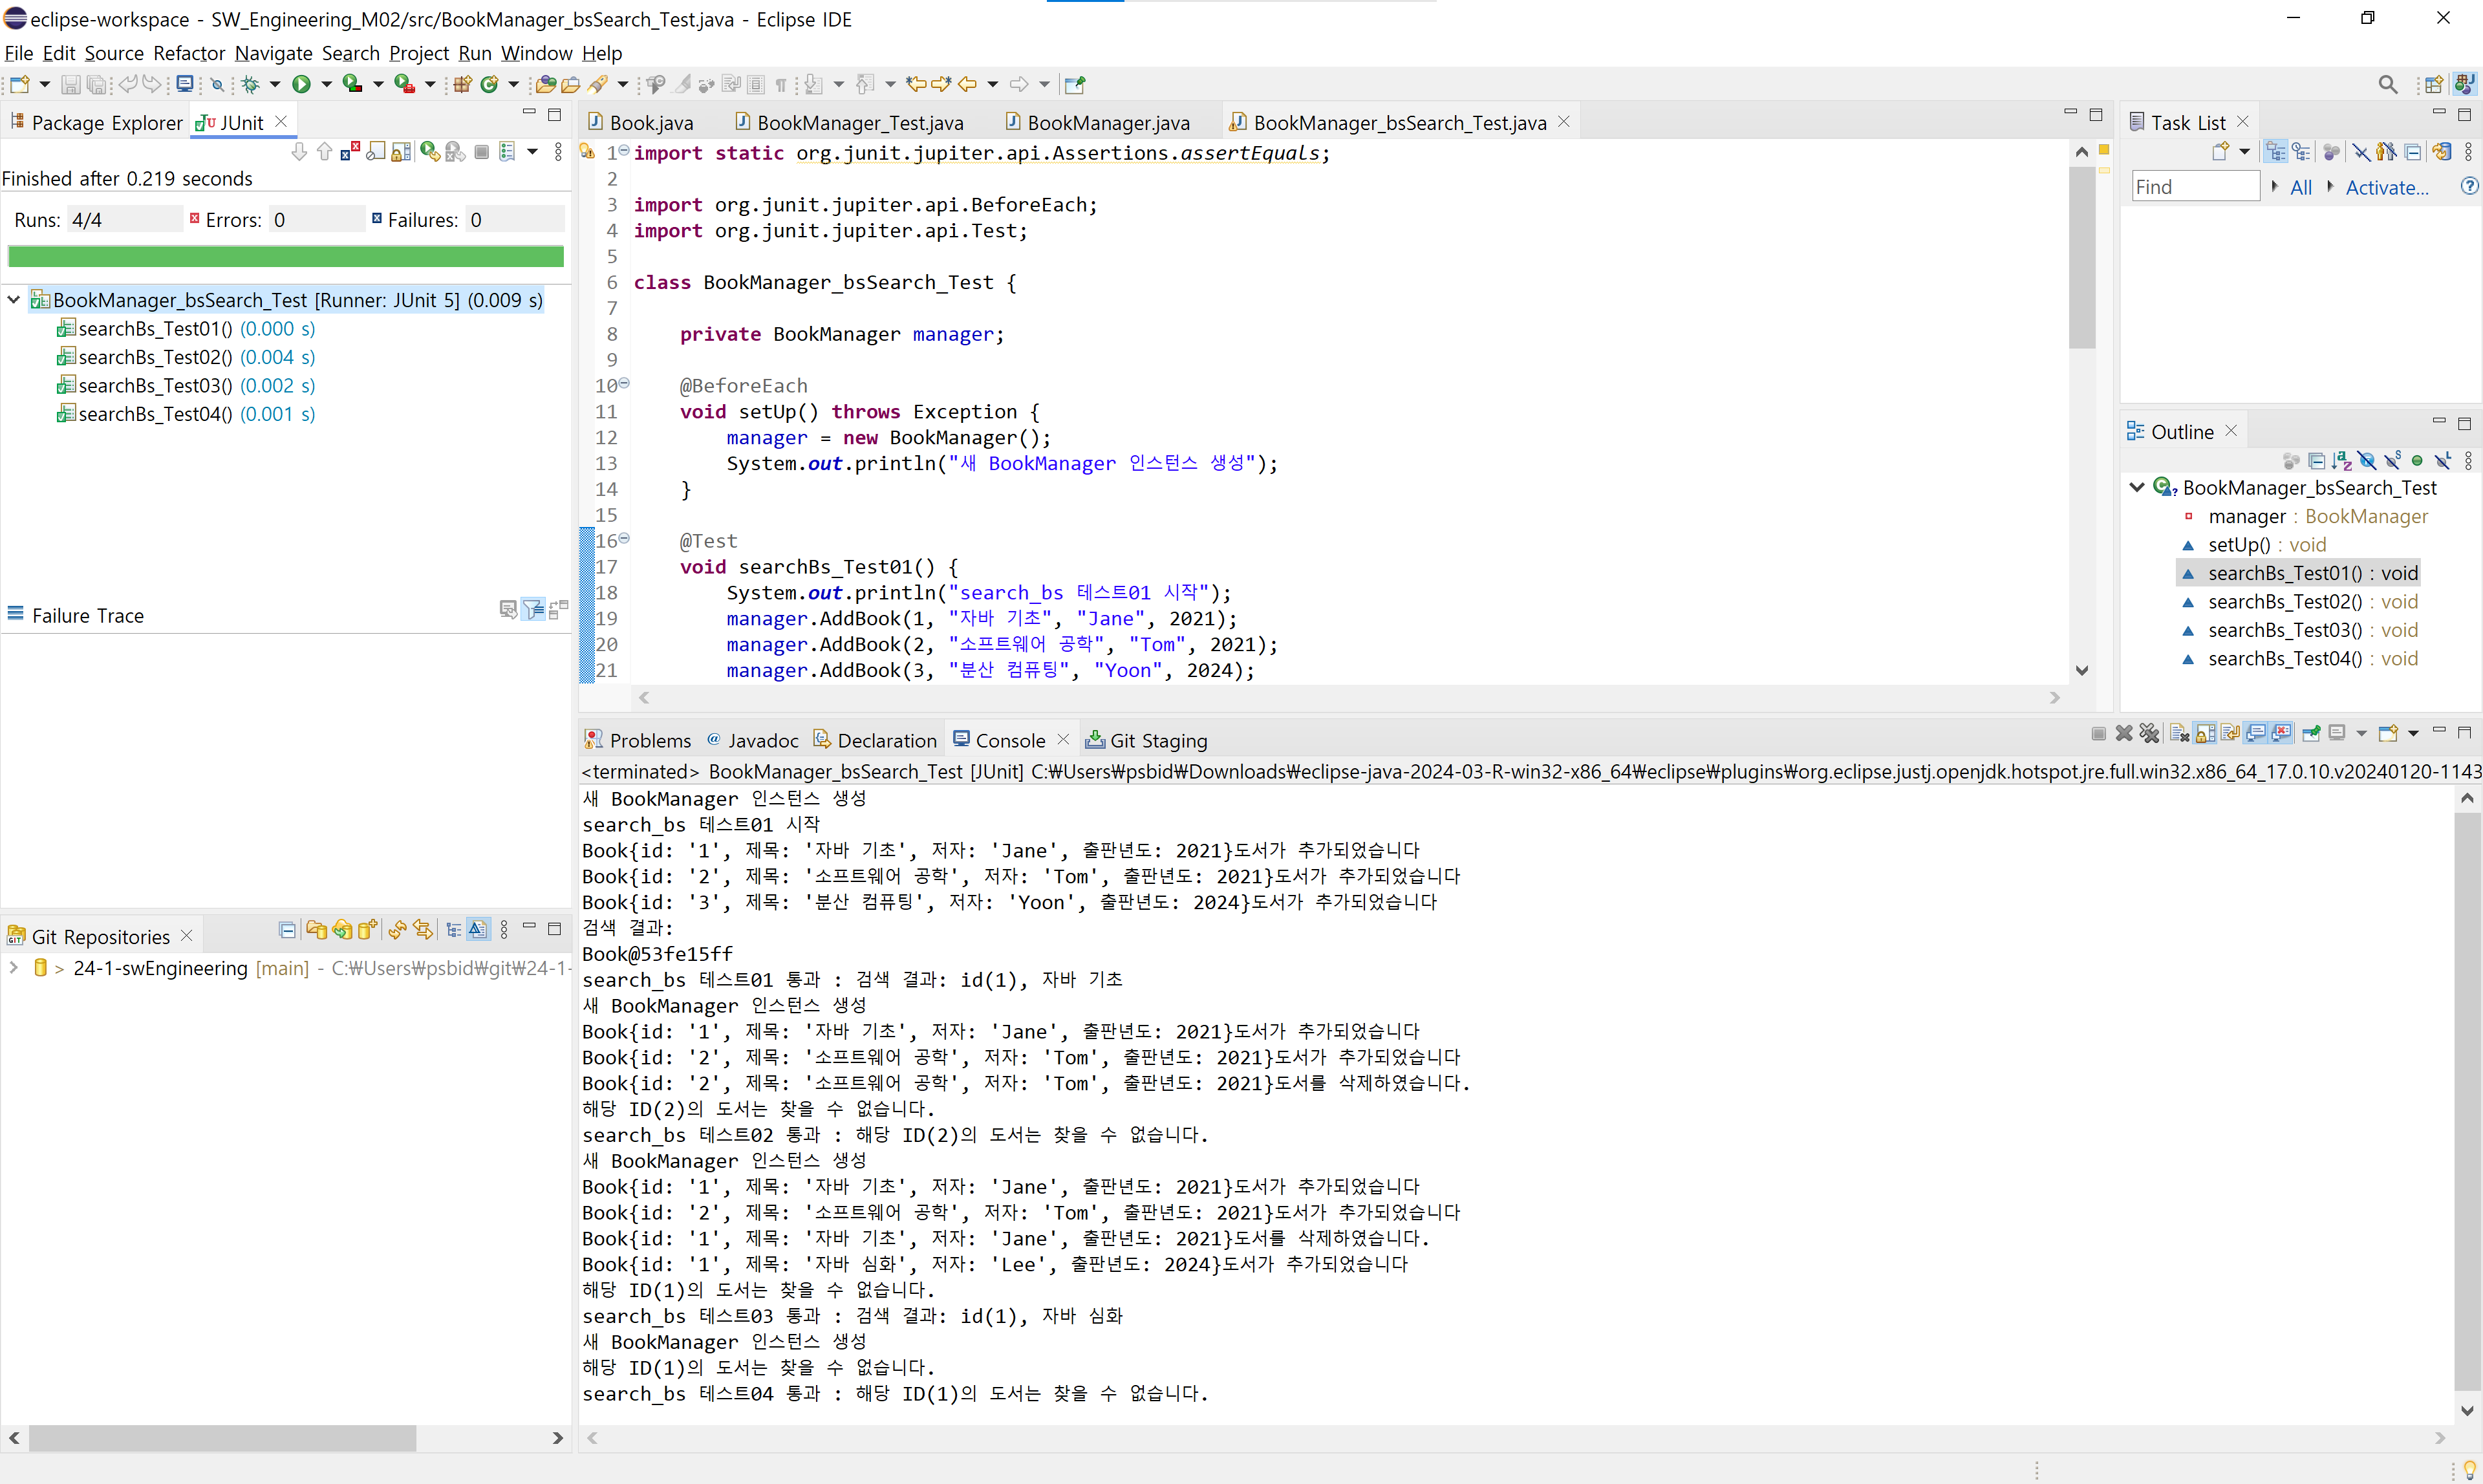 eclipse-workspace - SW_Engineering_M02/src/BookManager_bsSearch_Test.java - Eclipse IDE
File Edit Source Refactor Navigate Search Project Run Window Help
Package Explorer
JUnit
Finished after 0.219 seconds
Runs: 4/4 Errors: 0 Failures: 0
BookManager_bsSearch_Test [Runner: JUnit 5] (0.009 s)
searchBs_Test01() (0.000 s)
searchBs_Test02() (0.004 s)
searchBs_Test03() (0.002 s)
searchBs_Test04() (0.001 s)
Failure Trace
Git Repositories
> 24-1-swEngineering [main] - C:₩Users₩psbid₩git₩24-1-
Book.java BookManager_Test.java BookManager.java BookManager_bsSearch_Test.java
1 import static org.junit.jupiter.api.Assertions.assertEquals;
2
3 import org.junit.jupiter.api.BeforeEach;
4 import org.junit.jupiter.api.Test;
5
6 class BookManager_bsSearch_Test {
7
8 private BookManager manager;
9
10 @BeforeEach
11 void setUp() throws Exception {
12 manager = new BookManager();
13 System.out.println("새 BookManager 인스턴스 생성");
14 }
15
16 @Test
17 void searchBs_Test01() {
18 System.out.println("search_bs 테스트01 시작");
19 manager.AddBook(1, "자바 기초", "Jane", 2021);
20 manager.AddBook(2, "소프트웨어 공학", "Tom", 2021);
21 manager.AddBook(3, "분산 컴퓨팅", "Yoon", 2024);
Task List
Find All Activate...
Outline
BookManager_bsSearch_Test
manager : BookManager
setUp() : void
searchBs_Test01() : void
searchBs_Test02() : void
searchBs_Test03() : void
searchBs_Test04() : void
Problems @ Javadoc Declaration Console Git Staging
<terminated> BookManager_bsSearch_Test [JUnit] C:₩Users₩psbid₩Downloads₩eclipse-java-2024-03-R-win32-x86_64₩eclipse₩plugins₩org.eclipse.justj.openjdk.hotspot.jre.full.win32.x86_64_17.0.10.v20240120-1143
새 BookManager 인스턴스 생성
search_bs 테스트01 시작
Book{id: '1', 제목: '자바 기초', 저자: 'Jane', 출판년도: 2021}도서가 추가되었습니다
Book{id: '2', 제목: '소프트웨어 공학', 저자: 'Tom', 출판년도: 2021}도서가 추가되었습니다
Book{id: '3', 제목: '분산 컴퓨팅', 저자: 'Yoon', 출판년도: 2024}도서가 추가되었습니다
검색 결과:
Book@53fe15ff
search_bs 테스트01 통과 : 검색 결과: id(1), 자바 기초
새 BookManager 인스턴스 생성
Book{id: '1', 제목: '자바 기초', 저자: 'Jane', 출판년도: 2021}도서가 추가되었습니다
Book{id: '2', 제목: '소프트웨어 공학', 저자: 'Tom', 출판년도: 2021}도서가 추가되었습니다
Book{id: '2', 제목: '소프트웨어 공학', 저자: 'Tom', 출판년도: 2021}도서를 삭제하였습니다.
해당 ID(2)의 도서는 찾을 수 없습니다.
search_bs 테스트02 통과 : 해당 ID(2)의 도서는 찾을 수 없습니다.
새 BookManager 인스턴스 생성
Book{id: '1', 제목: '자바 기초', 저자: 'Jane', 출판년도: 2021}도서가 추가되었습니다
Book{id: '2', 제목: '소프트웨어 공학', 저자: 'Tom', 출판년도: 2021}도서가 추가되었습니다
Book{id: '1', 제목: '자바 기초', 저자: 'Jane', 출판년도: 2021}도서를 삭제하였습니다.
Book{id: '1', 제목: '자바 심화', 저자: 'Lee', 출판년도: 2024}도서가 추가되었습니다
해당 ID(1)의 도서는 찾을 수 없습니다.
search_bs 테스트03 통과 : 검색 결과: id(1), 자바 심화
새 BookManager 인스턴스 생성
해당 ID(1)의 도서는 찾을 수 없습니다.
search_bs 테스트04 통과 : 해당 ID(1)의 도서는 찾을 수 없습니다.